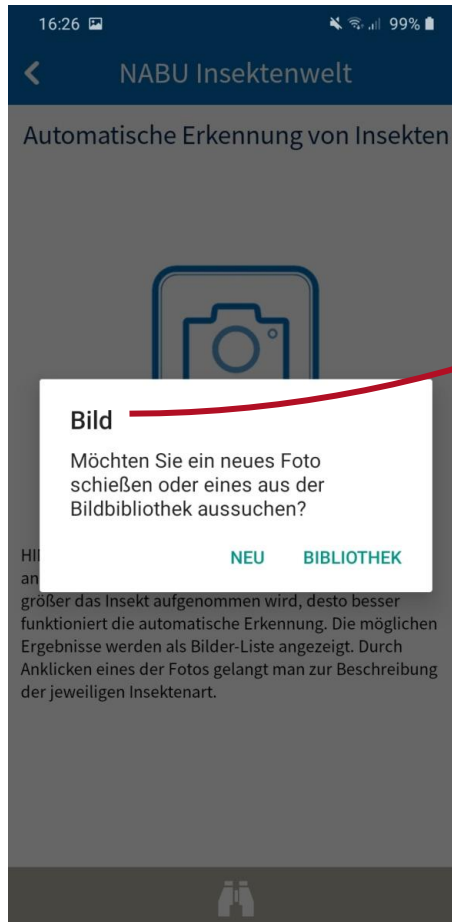 16:26 99%
NABU Insektenwelt
Automatische Erkennung von Insekten
Bild
Möchten Sie ein neues Foto
schießen oder eines aus der
Bildbibliothek aussuchen?
NEU BIBLIOTHEK
größer das Insekt aufgenommen wird, desto besser
funktioniert die automatische Erkennung. Die möglichen
Ergebnisse werden als Bilder-Liste angezeigt. Durch
Anklicken eines der Fotos gelangt man zur Beschreibung
der jeweiligen Insektenart.